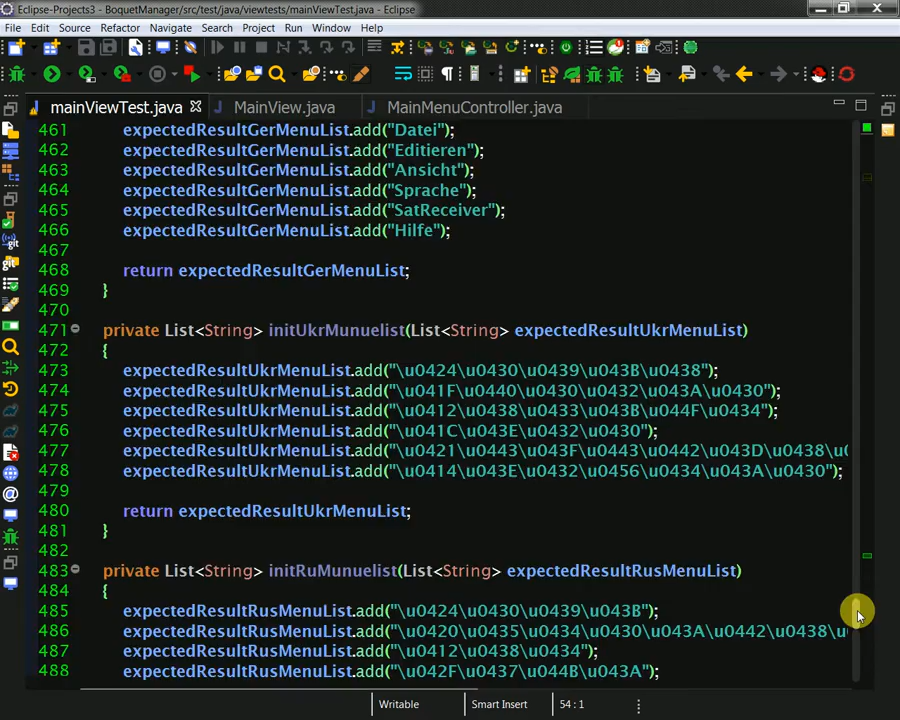 Eclipse-Projects3 - BoquetManager/src/test/java/viewtests/mainViewTest.java - Eclipse
File Edit Source Refactor Navigate Search Project Run Window Help
mainViewTest.java MainView.java MainMenuController.java
461 expectedResultGerMenuList.add("Datei");
462 expectedResultGerMenuList.add("Editieren");
463 expectedResultGerMenuList.add("Ansicht");
464 expectedResultGerMenuList.add("Sprache");
465 expectedResultGerMenuList.add("SatReceiver");
466 expectedResultGerMenuList.add("Hilfe");
467
468 return expectedResultGerMenuList;
469 }
470
471 private List<String> initUkrMunuelist(List<String> expectedResultUkrMenuList)
472 {
473 expectedResultUkrMenuList.add("\u0424\u0430\u0439\u043B\u0438");
474 expectedResultUkrMenuList.add("\u041F\u0440\u0430\u0432\u043A\u0430");
475 expectedResultUkrMenuList.add("\u0412\u0438\u0433\u043B\u044F\u0434");
476 expectedResultUkrMenuList.add("\u041C\u043E\u0432\u0430");
477 expectedResultUkrMenuList.add("\u0421\u0443\u043F\u0443\u0442\u043D\u0438\u0
478 expectedResultUkrMenuList.add("\u0414\u043E\u0432\u0456\u0434\u043A\u0430");
479
480 return expectedResultUkrMenuList;
481 }
482
483 private List<String> initRuMunuelist(List<String> expectedResultRusMenuList)
484 {
485 expectedResultRusMenuList.add("\u0424\u0430\u0439\u043B");
486 expectedResultRusMenuList.add("\u0420\u0435\u0434\u0430\u043A\u0442\u0438\u
487 expectedResultRusMenuList.add("\u0412\u0438\u0434");
488 expectedResultRusMenuList.add("\u042F\u0437\u044B\u043A");
Writable Smart Insert 54 : 1